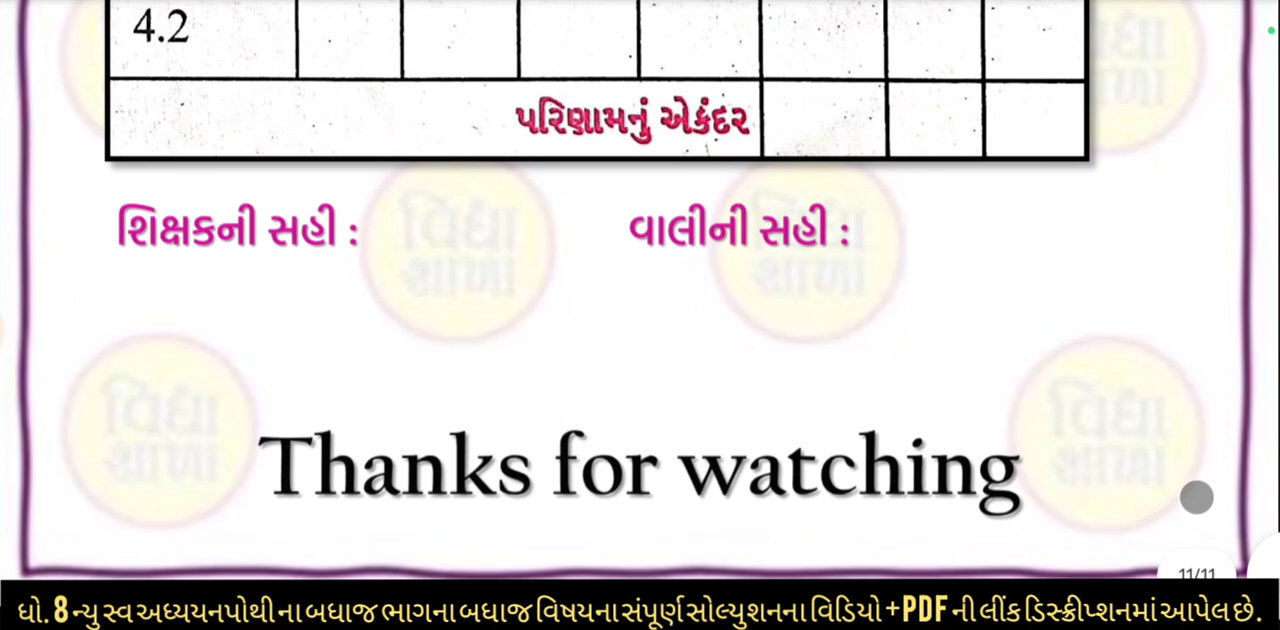 4.2
પરિણામનું એકંદર
શિક્ષકની સહી :
વાલીની સહી :
વિદ્યા
શાળા
વિદ્યા
શાળા
વિદ્યા
શાળા
વિદ્યા
શાળા
Thanks for watching
11/11
ધો. 8 ન્યુ સ્વ અધ્યયનપોથી ના બધાજ ભાગના બધાજ વિષયના સંપૂર્ણ સોલ્યુશનના વિડિયો + PDF ની લીંક ડિસ્ક્રીપ્શનમાં આપેલ છે.